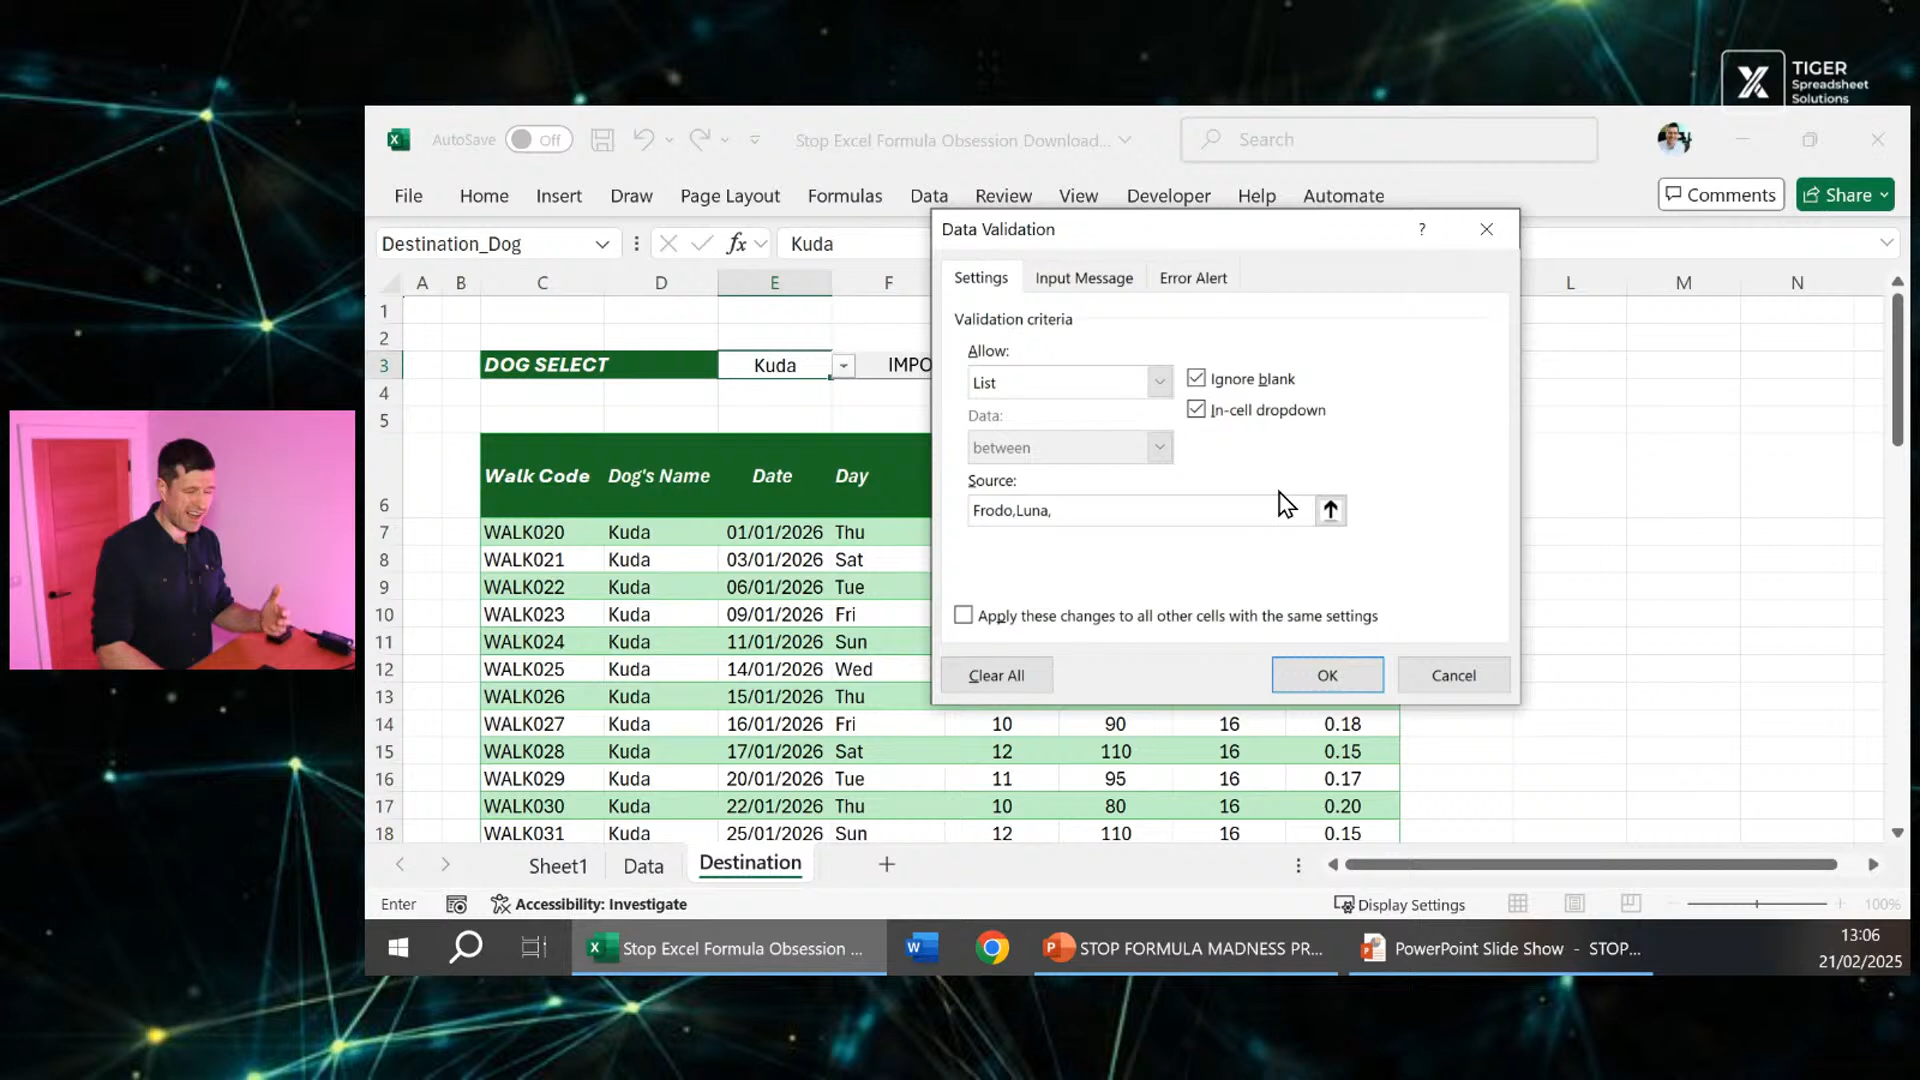 TIGER
Spreadsheet
Solutions
AutoSave Off Stop Excel Formula Obsession Download... Search
File Home Insert Draw Page Layout Formulas Data Review View Developer Help Automate Comments Share
Destination_Dog fx Kuda
Data Validation ?
Settings Input Message Error Alert
Validation criteria
Allow:
List Ignore blank
In-cell dropdown
Data:
between
Source:
Frodo,Luna,
Apply these changes to all other cells with the same settings
Clear All OK Cancel
A B C D E F L M N
1
2
3 DOG SELECT Kuda IMPO
4
5
6 Walk Code Dog's Name Date Day
7 WALK020 Kuda 01/01/2026 Thu
8 WALK021 Kuda 03/01/2026 Sat
9 WALK022 Kuda 06/01/2026 Tue
10 WALK023 Kuda 09/01/2026 Fri
11 WALK024 Kuda 11/01/2026 Sun
12 WALK025 Kuda 14/01/2026 Wed
13 WALK026 Kuda 15/01/2026 Thu
14 WALK027 Kuda 16/01/2026 Fri 10 90 16 0.18
15 WALK028 Kuda 17/01/2026 Sat 12 110 16 0.15
16 WALK029 Kuda 20/01/2026 Tue 11 95 16 0.17
17 WALK030 Kuda 22/01/2026 Thu 10 80 16 0.20
18 WALK031 Kuda 25/01/2026 Sun 12 110 16 0.15
Sheet1 Data Destination
Enter Accessibility: Investigate Display Settings 100%
Stop Excel Formula Obsession ... STOP FORMULA MADNESS PR... PowerPoint Slide Show - STOP...
13:06
21/02/2025